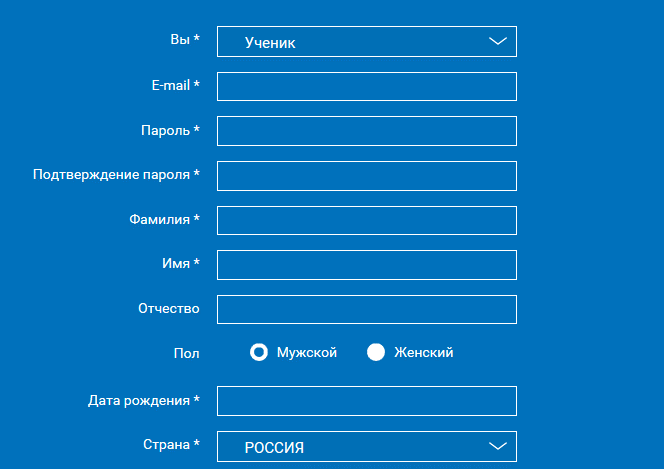 Вы * Ученик
E-mail *
Пароль *
Подтверждение пароля *
Фамилия *
Имя *
Отчество
Пол Мужской Женский
Дата рождения *
Страна * РОССИЯ